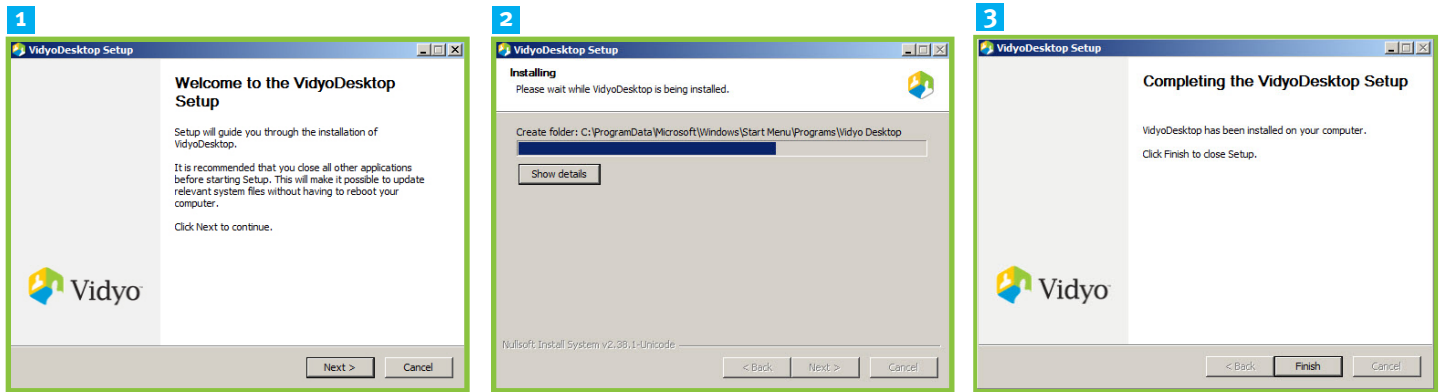 1
VidyoDesktop Setup
Welcome to the VidyoDesktop
Setup
Setup will guide you through the installation of
VidyoDesktop.
It is recommended that you close all other applications
before starting Setup. This will make it possible to update
relevant system files without having to reboot your
computer.
Click Next to continue.
Vidyo
Next >
Cancel
2
VidyoDesktop Setup
Installing
Please wait while VidyoDesktop is being installed.
Create folder: C:\ProgramData\Microsoft\Windows\Start Menu\Programs\Vidyo Desktop
Show details
Nullsoft Install System v2.38.1-Unicode
< Back
Next >
Cancel
3
VidyoDesktop Setup
Completing the VidyoDesktop Setup
VidyoDesktop has been installed on your computer.
Click Finish to close Setup.
Vidyo
< Back
Finish
Cancel